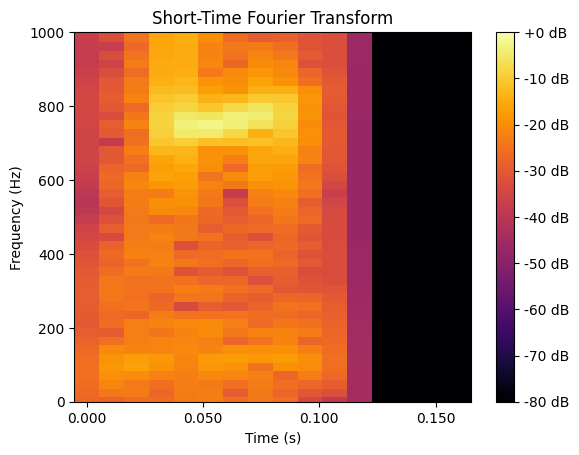 Short-Time Fourier Transform
1000
800
600
400
200
0
Frequency (Hz)
0.000
0.050
0.100
0.150
Time (s)
+0 dB
-10 dB
-20 dB
-30 dB
-40 dB
-50 dB
-60 dB
-70 dB
-80 dB